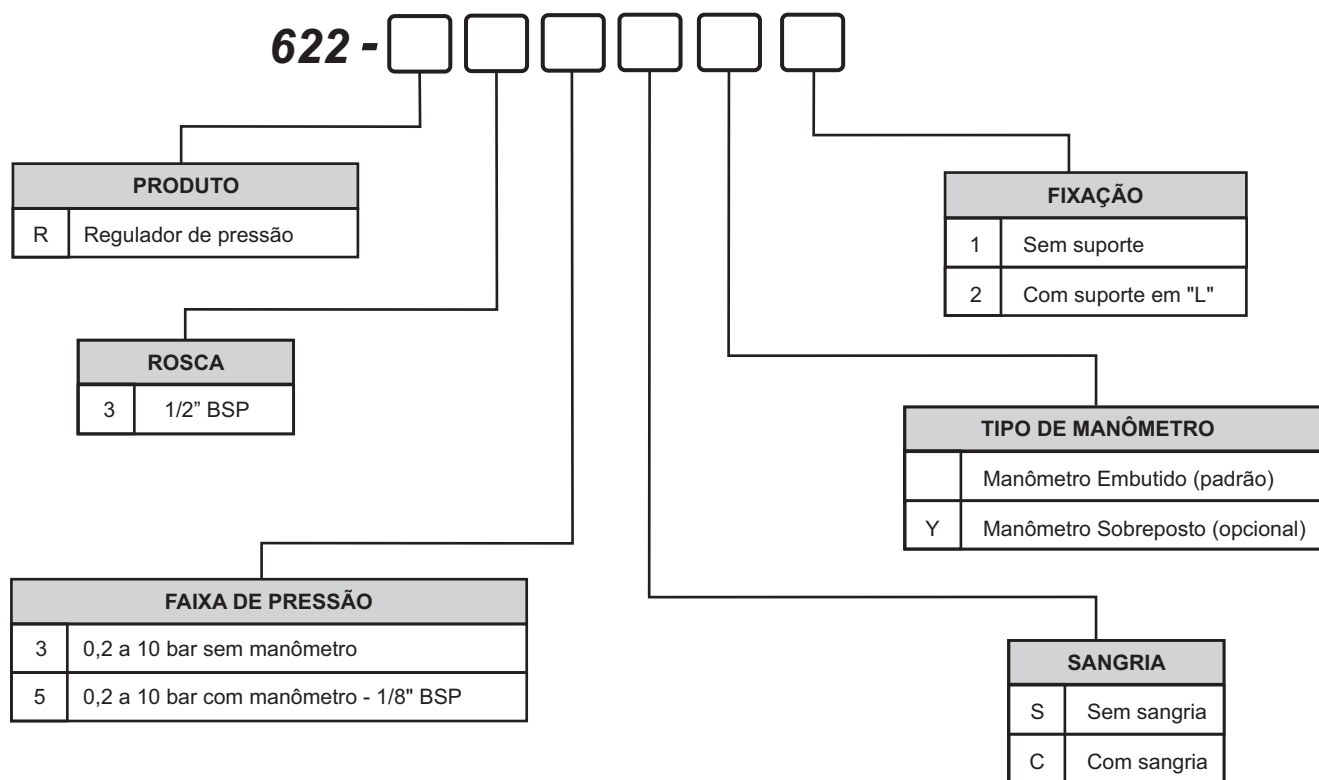 622 -
PRODUTO
R Regulador de pressão
ROSCA
3 1/2” BSP
FAIXA DE PRESSÃO
3 0,2 a 10 bar sem manômetro
5 0,2 a 10 bar com manômetro - 1/8" BSP
FIXAÇÃO
1 Sem suporte
2 Com suporte em "L"
TIPO DE MANÔMETRO
Manômetro Embutido (padrão)
Y Manômetro Sobreposto (opcional)
SANGRIA
S Sem sangria
C Com sangria